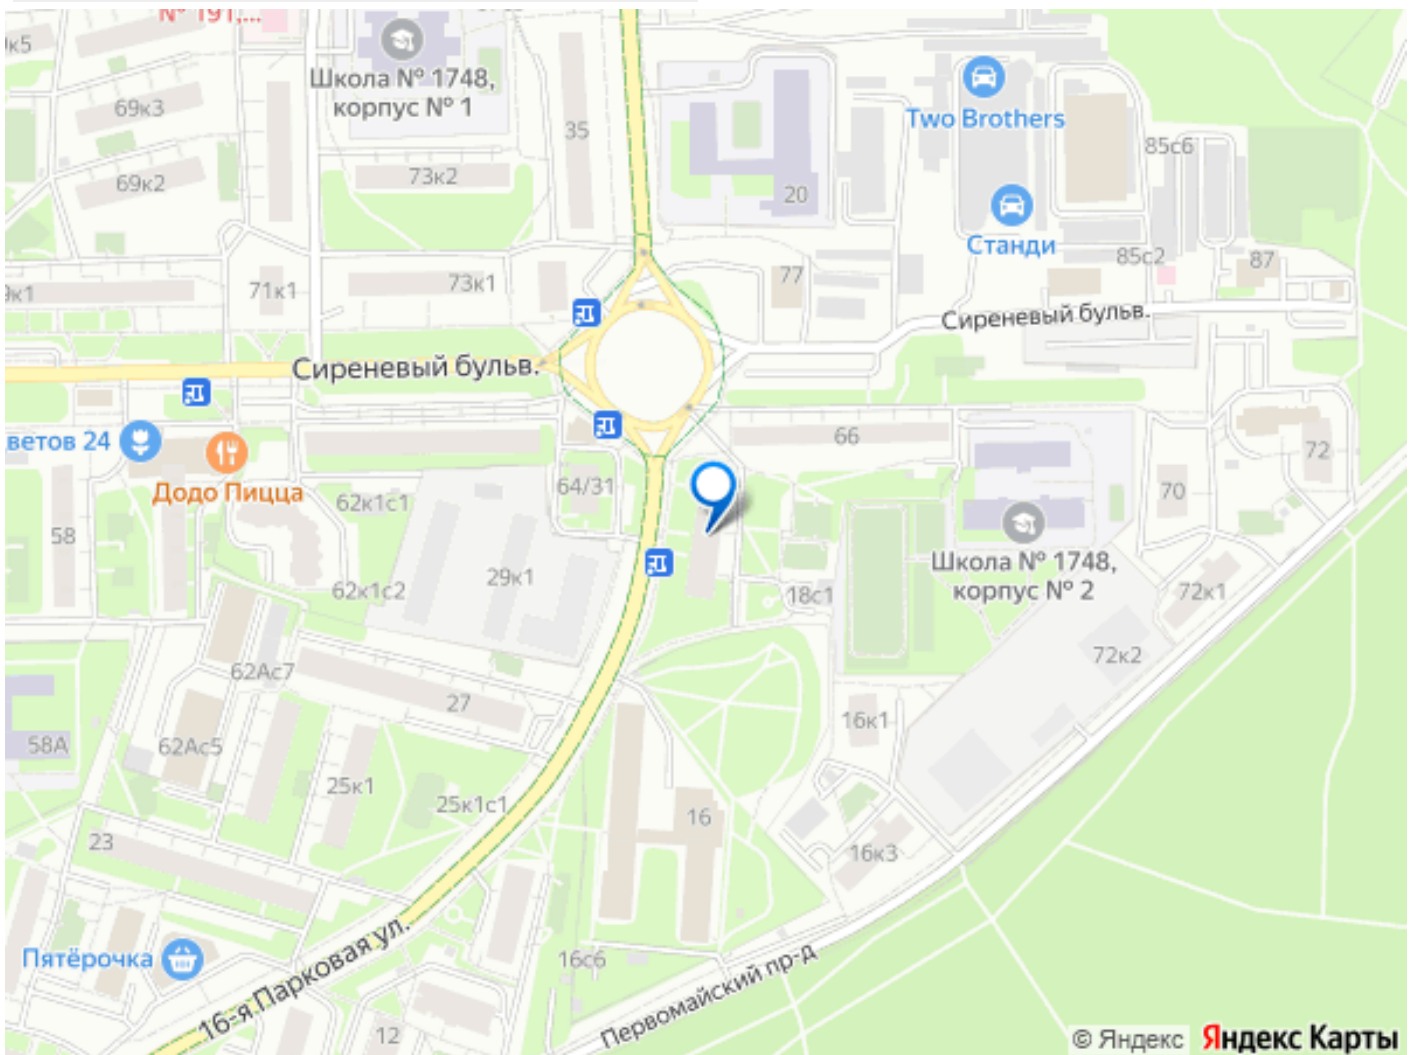 № 191,...
к5
Школа № 1748,
корпус № 1
69к3
35
Two Brothers
85с6
69к2
73к2
20
Станди
85с2
87
77
к1
71к1
73к1
Сиреневый бульв.
Сиреневый бульв.
ветов 24
66
72
Додо Пицца
62к1с1
64/31
70
58
Школа № 1748,
корпус № 2
29к1
62к1с2
18с1
72к1
62Ас7
72к2
27
16к1
58А
62Ас5
25к1
25к1с1
16
23
16к3
Пятёрочка
16-я Парковая ул.
16с6
Первомайский пр-д
12
© Яндекс Яндекс Карты